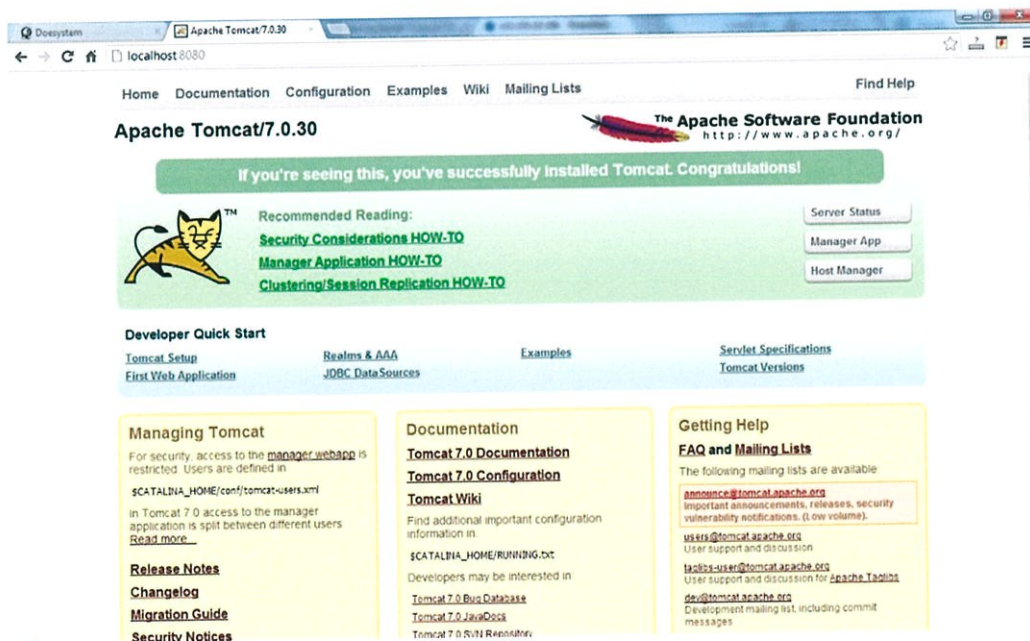 Doesystem
Apache Tomcat/7.0.30
localhost:8080
Home Documentation Configuration Examples Wiki Mailing Lists Find Help
Apache Tomcat/7.0.30
The Apache Software Foundation
http://www.apache.org/
If you're seeing this, you've successfully installed Tomcat. Congratulations!
TM
Recommended Reading:
Security Considerations HOW-TO
Manager Application HOW-TO
Clustering/Session Replication HOW-TO
Server Status
Manager App
Host Manager
Developer Quick Start
Tomcat Setup
First Web Application
Realms & AAA
JDBC DataSources
Examples
Servlet Specifications
Tomcat Versions
Managing Tomcat
For security, access to the manager webapp is
restricted. Users are defined in
$CATALINA_HOME/conf/tomcat-users.xml
In Tomcat 7.0 access to the manager
application is split between different users
Read more...
Release Notes
Changelog
Migration Guide
Security Notices
Documentation
Tomcat 7.0 Documentation
Tomcat 7.0 Configuration
Tomcat Wiki
Find additional important configuration
information in
$CATALINA_HOME/RUNNING.txt
Developers may be interested in
Tomcat 7.0 Bug Database
Tomcat 7.0 JavaDocs
Tomcat 7.0 SVN Repository
Getting Help
FAQ and Mailing Lists
The following mailing lists are available
announce@tomcat.apache.org
Important announcements, releases, security
vulnerability notifications. (Low volume).
users@tomcat.apache.org
User support and discussion
taglibs-user@tomcat.apache.org
User support and discussion for Apache Taglibs
dev@tomcat.apache.org
Development mailing list, including commit
messages